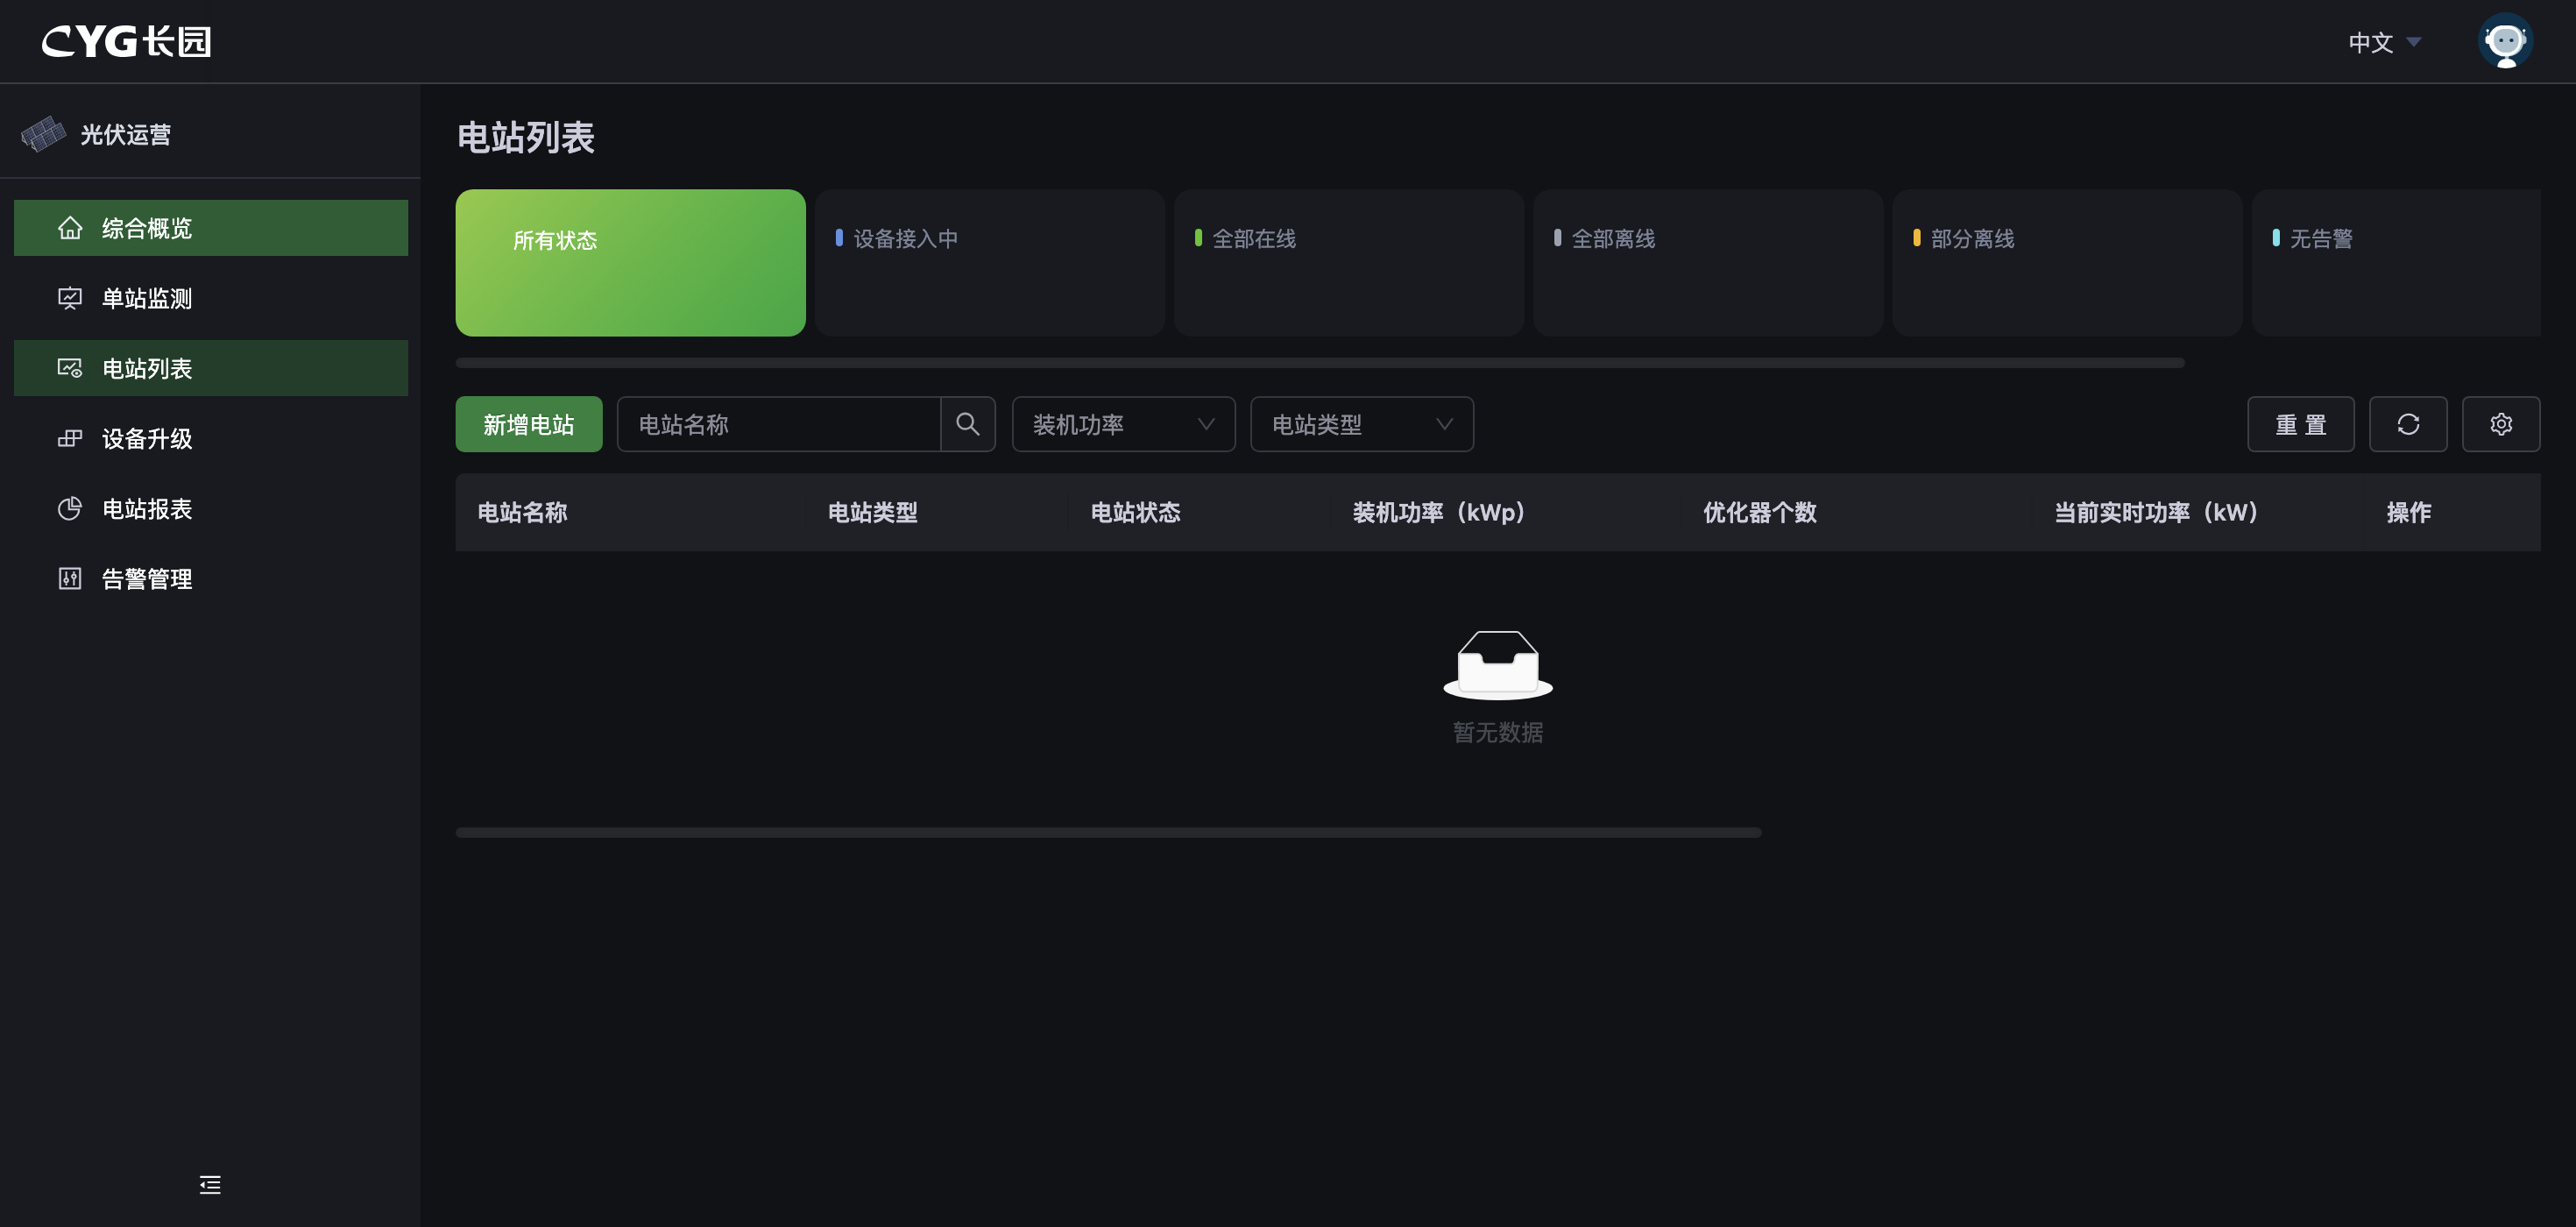 CYG长园
中文
光伏运营
综合概览
单站监测
电站列表
设备升级
电站报表
告警管理
电站列表
所有状态
设备接入中
全部在线
全部离线
部分离线
无告警
新增电站
电站名称
装机功率
电站类型
重 置
电站名称
电站类型
电站状态
装机功率（kWp）
优化器个数
当前实时功率（kW）
操作
暂无数据